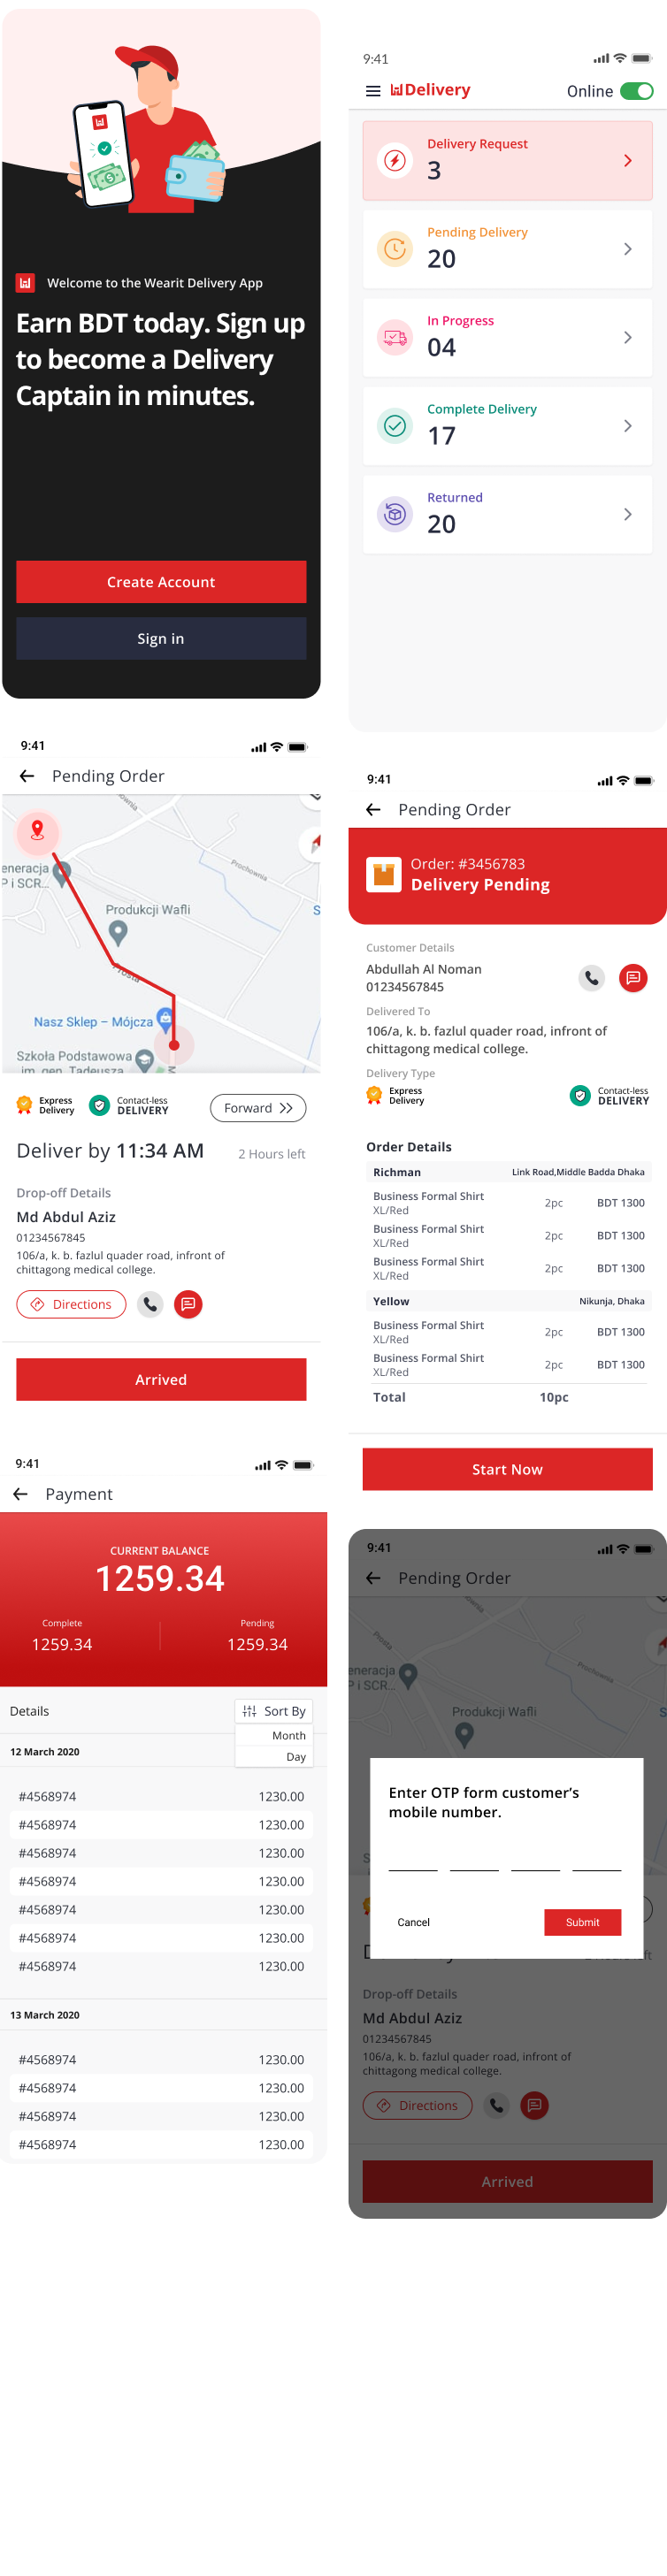 Welcome to the Wearit Delivery App
Earn BDT today. Sign up
to become a Delivery
Captain in minutes.
Create Account
Sign in
9:41
Delivery
Online
Delivery Request
3
Pending Delivery
20
In Progress
04
Complete Delivery
17
Returned
20
9:41
Pending Order
Prochownia
eneracja
P i SCR...
Produkcji Wafli
S
Prosta
Nasz Sklep – Mójcza
Szkoła Podstawowa
im. gen. Tadeusza
Express
Delivery
Contact-less
DELIVERY
Forward
Deliver by 11:34 AM
2 Hours left
Drop-off Details
Md Abdul Aziz
01234567845
106/a, k. b. fazlul quader road, infront of
chittagong medical college.
Directions
Arrived
9:41
Pending Order
Order: #3456783
Delivery Pending
Customer Details
Abdullah Al Noman
01234567845
Delivered To
106/a, k. b. fazlul quader road, infront of
chittagong medical college.
Delivery Type
Express
Delivery
Contact-less
DELIVERY
Order Details
Richman Link Road,Middle Badda Dhaka
Business Formal Shirt
XL/Red
2pc BDT 1300
Business Formal Shirt
XL/Red
2pc BDT 1300
Business Formal Shirt
XL/Red
2pc BDT 1300
Yellow Nikunja, Dhaka
Business Formal Shirt
XL/Red
2pc BDT 1300
Business Formal Shirt
XL/Red
2pc BDT 1300
Total 10pc
Start Now
9:41
Payment
CURRENT BALANCE
1259.34
Complete
1259.34
Pending
1259.34
Details
Sort By
Month
Day
12 March 2020
#4568974 1230.00
#4568974 1230.00
#4568974 1230.00
#4568974 1230.00
#4568974 1230.00
#4568974 1230.00
#4568974 1230.00
13 March 2020
#4568974 1230.00
#4568974 1230.00
#4568974 1230.00
#4568974 1230.00
9:41
Pending Order
Prosta
Prochownia
eneracja
P i SCR...
Produkcji Wafli
S
Enter OTP form customer's
mobile number.
Cancel
Submit
Drop-off Details
Md Abdul Aziz
01234567845
106/a, k. b. fazlul quader road, infront of
chittagong medical college.
Directions
Arrived